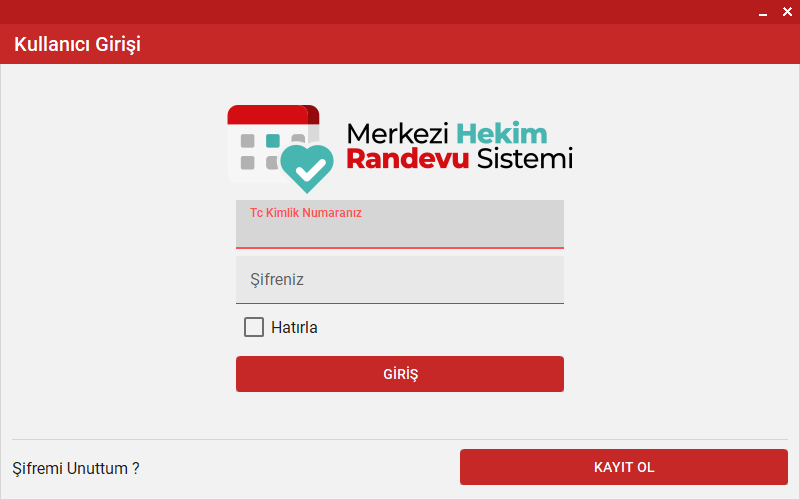 Kullanıcı Girişi
Merkezi Hekim
Randevu Sistemi
Tc Kimlik Numaranız
Şifreniz
Hatırla
GİRİŞ
Şifremi Unuttum ?
KAYIT OL